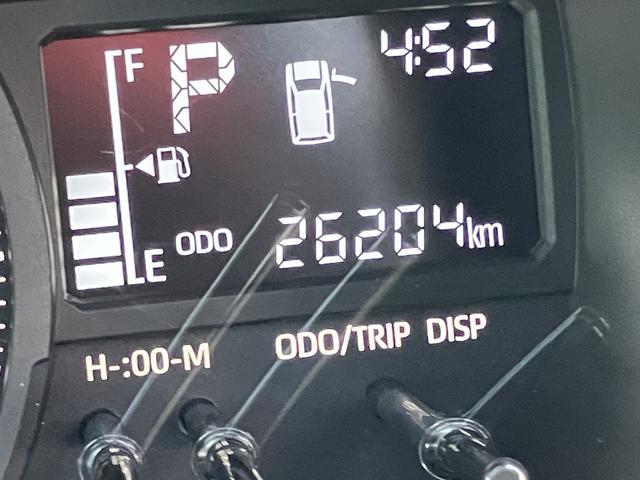 F
P
4:52
E
ODO 26204km
ODO/TRIP DISP
H-:00-M